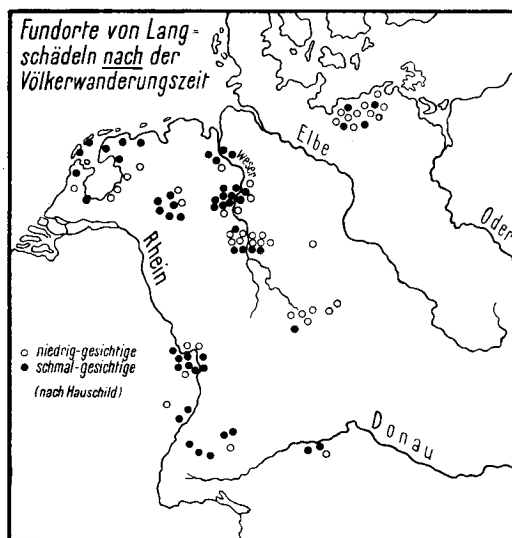 Fundorte von Lang-
schädeln nach der
Völkerwanderungszeit
Elbe
Weser
Oder
Rhein
niedrig-gesichtige
schmal-gesichtige
(nach Hauschild)
Donau